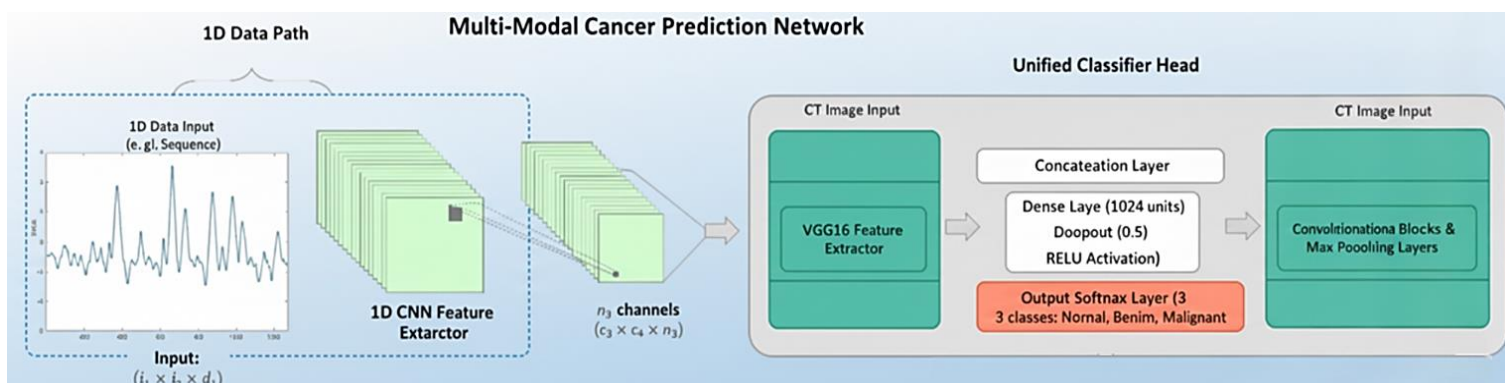 Multi-Modal Cancer Prediction Network
1D Data Path
1D Data Input
(e. gl, Sequence)
1D CNN Feature
Extarctor
Input:
n₃ channels
(c₃ × c₄ × n₃)
Unified Classifier Head
CT Image Input
VGG16 Feature
Extractor
Concateation Layer
Dense Laye (1024 units)
Doopout (0.5)
RELU Activation)
Output Softnax Layer (3
3 classes: Nornal, Benim, Malignant
CT Image Input
Blocks &
Max Poolling Layers